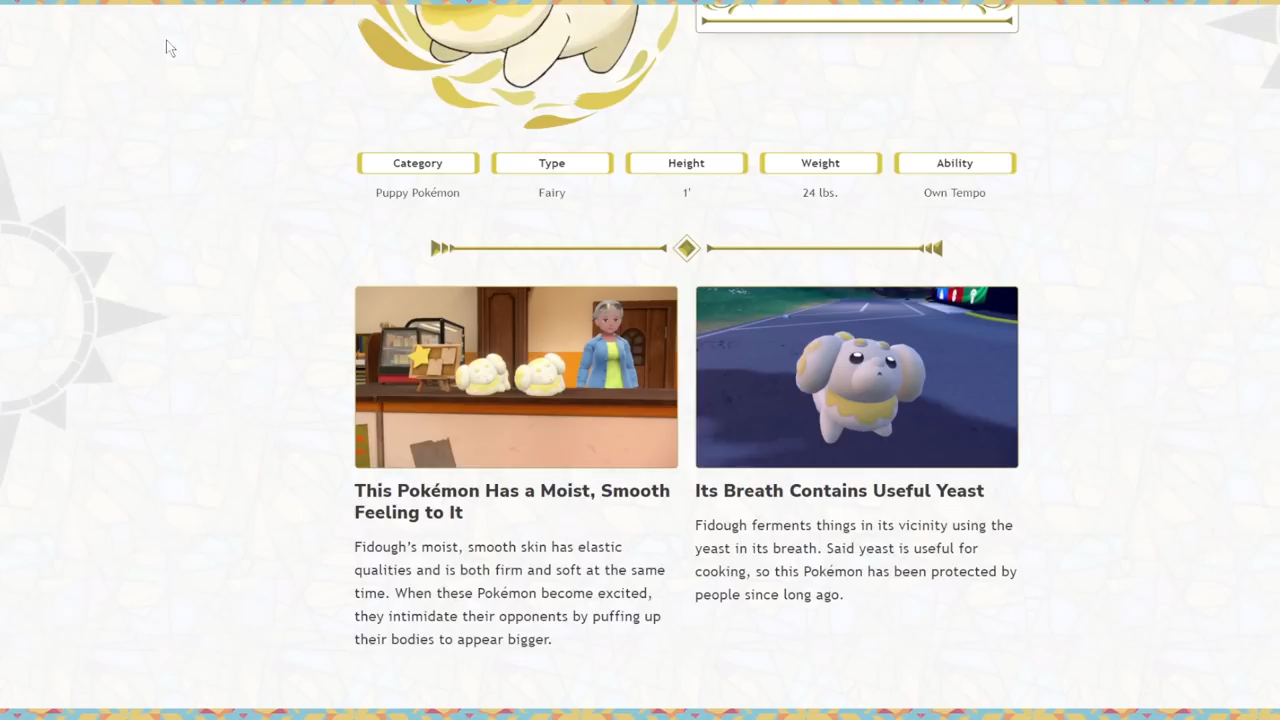 Category
Type
Height
Weight
Ability
Puppy Pokémon
Fairy
1'
24 lbs.
Own Tempo
This Pokémon Has a Moist, Smooth
Feeling to It
Fidough’s moist, smooth skin has elastic
qualities and is both firm and soft at the same
time. When these Pokémon become excited,
they intimidate their opponents by puffing up
their bodies to appear bigger.
Its Breath Contains Useful Yeast
Fidough ferments things in its vicinity using the
yeast in its breath. Said yeast is useful for
cooking, so this Pokémon has been protected by
people since long ago.